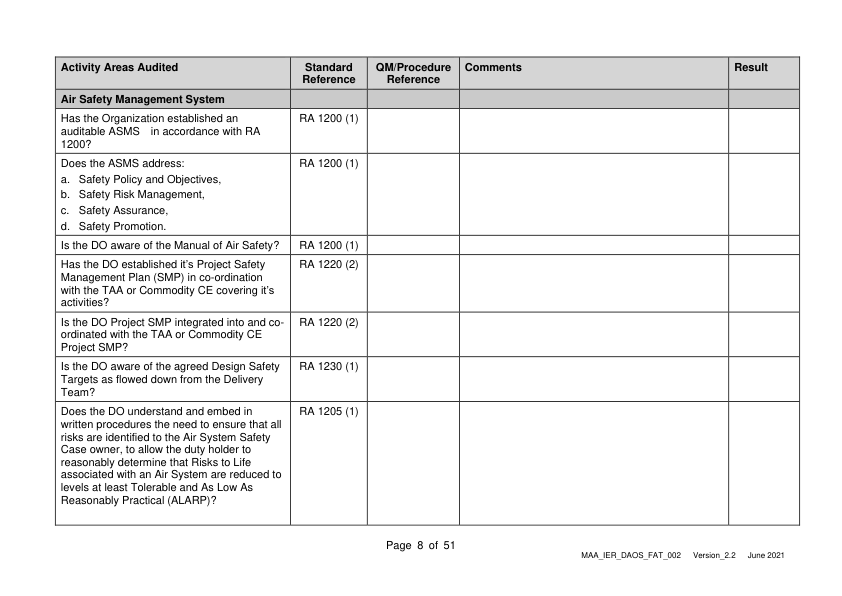 Activity Areas Audited
Standard Reference
QM/Procedure Reference
Comments
Result
Air Safety Management System
Has the Organization established an
auditable ASMS in accordance with RA
1200?
RA 1200 (1)
Does the ASMS address:
a. Safety Policy and Objectives,
b. Safety Risk Management,
c. Safety Assurance,
d. Safety Promotion.
RA 1200 (1)
Is the DO aware of the Manual of Air Safety?
RA 1200 (1)
Has the DO established it's Project Safety
Management Plan (SMP) in co-ordination
with the TAA or Commodity CE covering it's
activities?
RA 1220 (2)
Is the DO Project SMP integrated into and co-
ordinated with the TAA or Commodity CE
Project SMP?
RA 1220 (2)
Is the DO aware of the agreed Design Safety
Targets as flowed down from the Delivery
Team?
RA 1230 (1)
Does the DO understand and embed in
written procedures the need to ensure that all
risks are identified to the Air System Safety
Case owner, to allow the duty holder to
reasonably determine that Risks to Life
associated with an Air System are reduced to
levels at least Tolerable and As Low As
Reasonably Practical (ALARP)?
RA 1205 (1)
Page 8 of 51
MAA_IER_DAOS_FAT_002 Version_2.2 June 2021